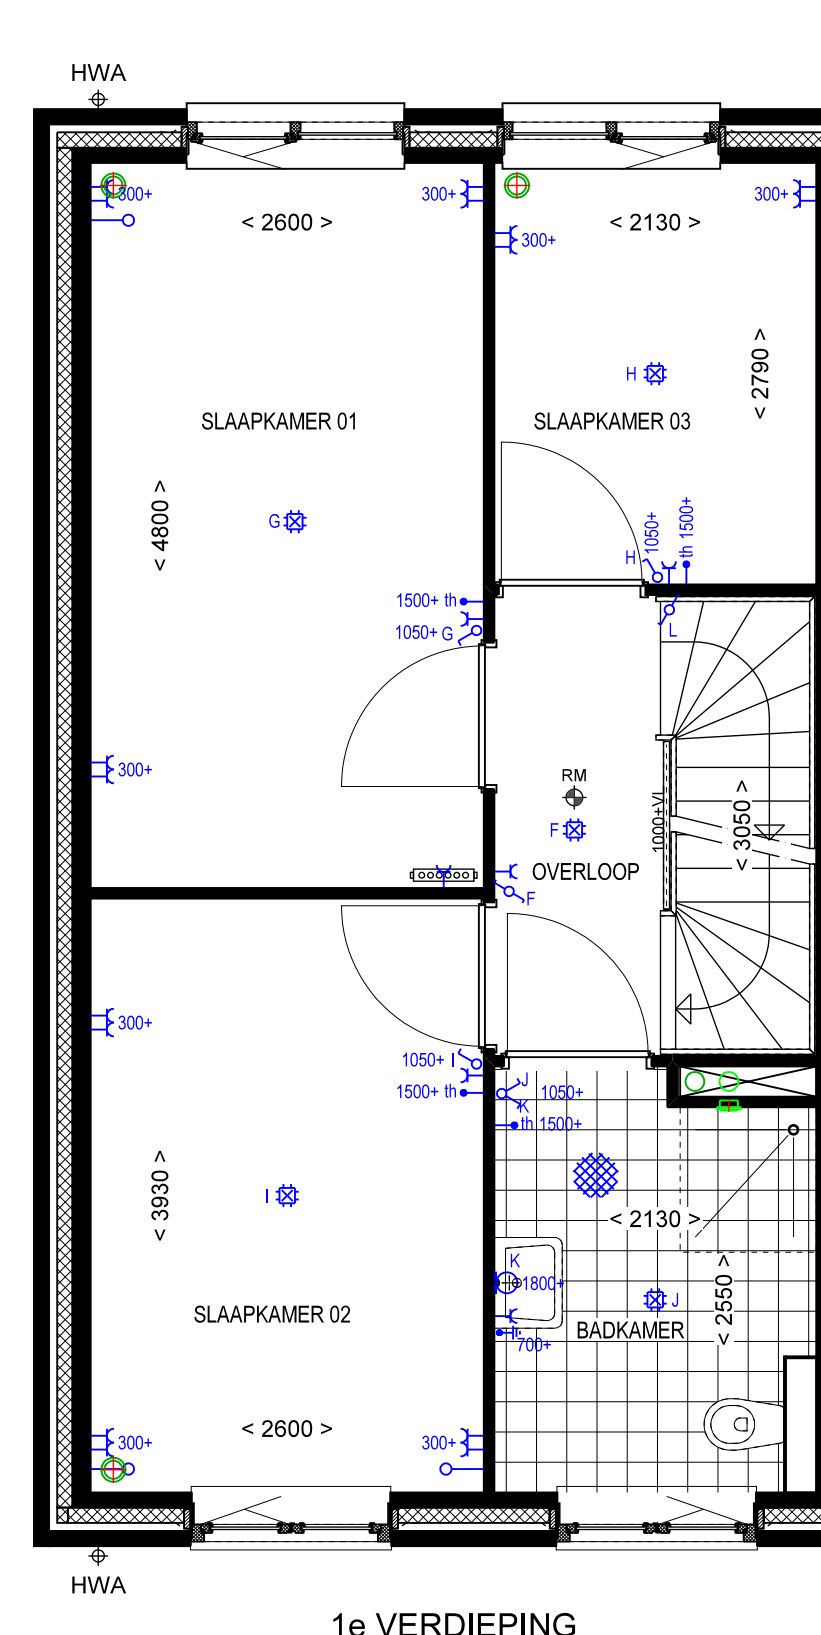 HWA
300+
300+
300+
< 2600 >
< 2130 >
300+
< 2790 >
H
SLAAPKAMER 01
SLAAPKAMER 03
< 4800 >
G
H
1050+
th 1500+
1500+ th
1050+ G
L
300+
RM
F
1000+VL
< 3050 >
OVERLOOP
F
300+
1050+ I
1500+ th
J
1050+
K
th 1500+
< 3930 >
I
< 2130 >
K
1800+
J
< 2550 >
SLAAPKAMER 02
BADKAMER
700+
300+
< 2600 >
300+
HWA
1e VERDIEPING